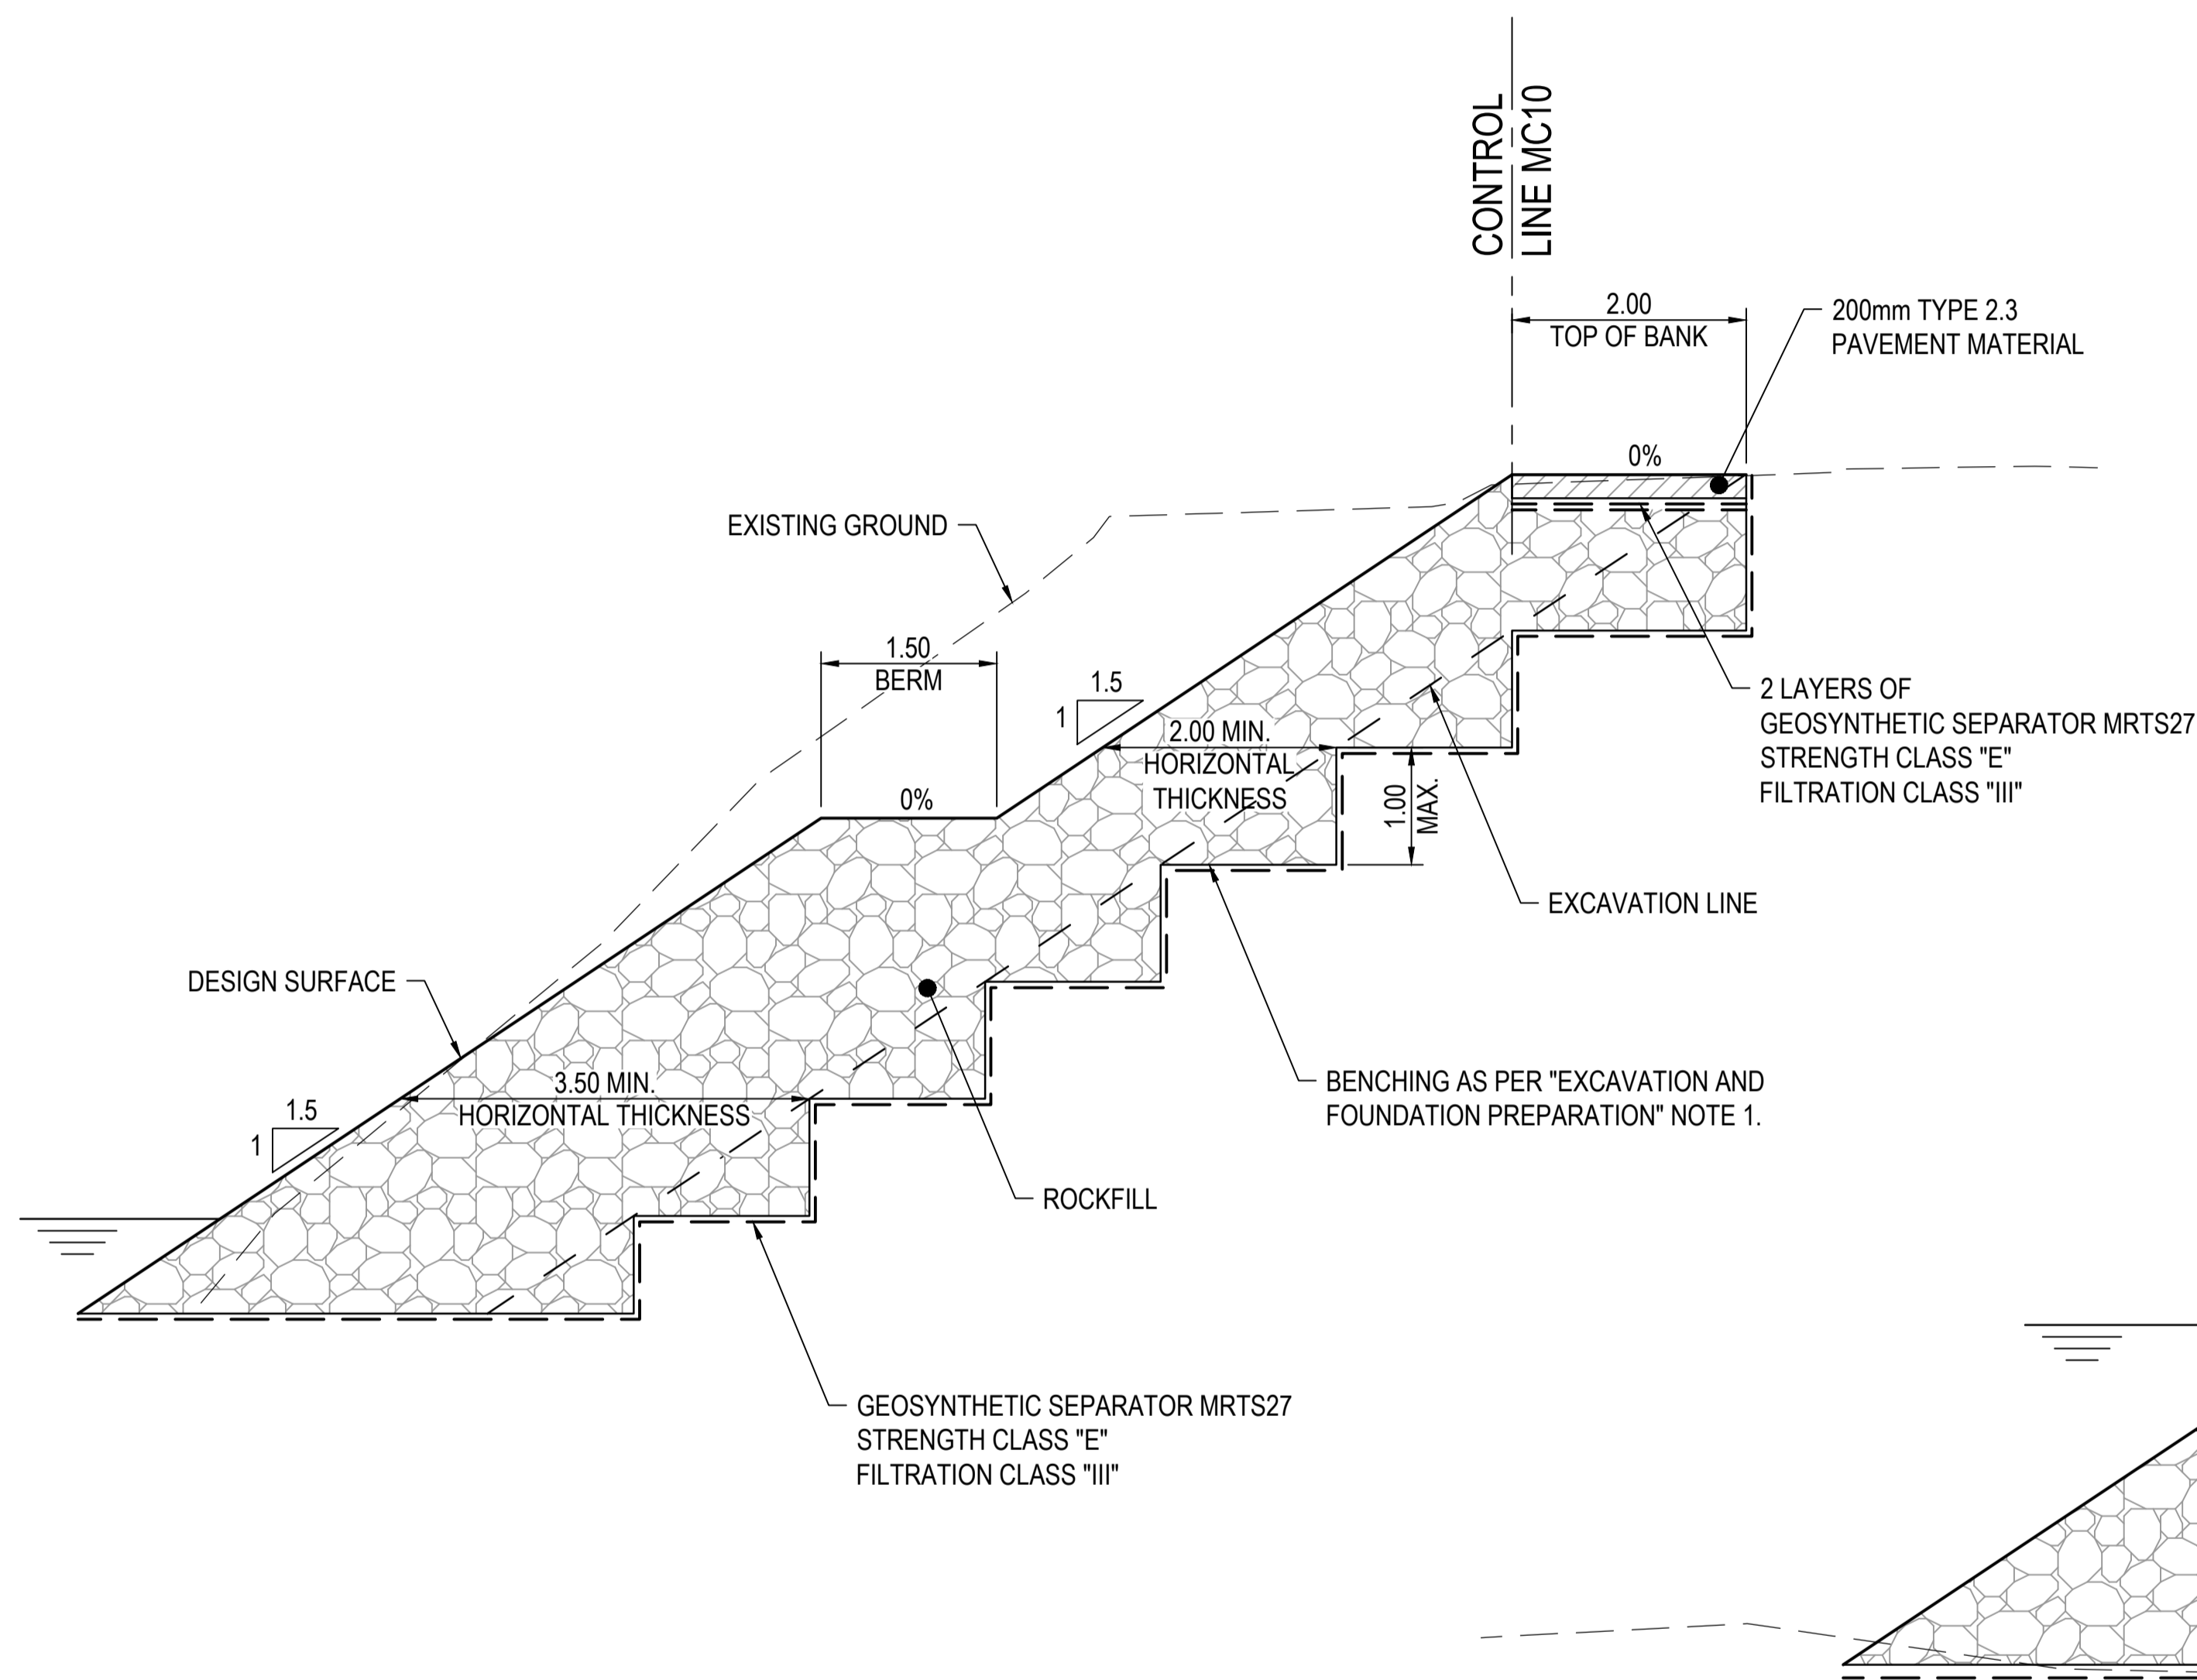 CONTROL
LINE MC10
2.00
TOP OF BANK
200mm TYPE 2.3
PAVEMENT MATERIAL
0%
EXISTING GROUND
1.50
BERM
1.5
1
2 LAYERS OF
GEOSYNTHETIC SEPARATOR MRTS27
STRENGTH CLASS "E"
FILTRATION CLASS "III"
2.00 MIN.
HORIZONTAL
THICKNESS
1.00
MAX.
0%
EXCAVATION LINE
DESIGN SURFACE
3.50 MIN.
HORIZONTAL THICKNESS
BENCHING AS PER "EXCAVATION AND
FOUNDATION PREPARATION" NOTE 1.
1.5
1
ROCKFILL
GEOSYNTHETIC SEPARATOR MRTS27
STRENGTH CLASS "E"
FILTRATION CLASS "III"